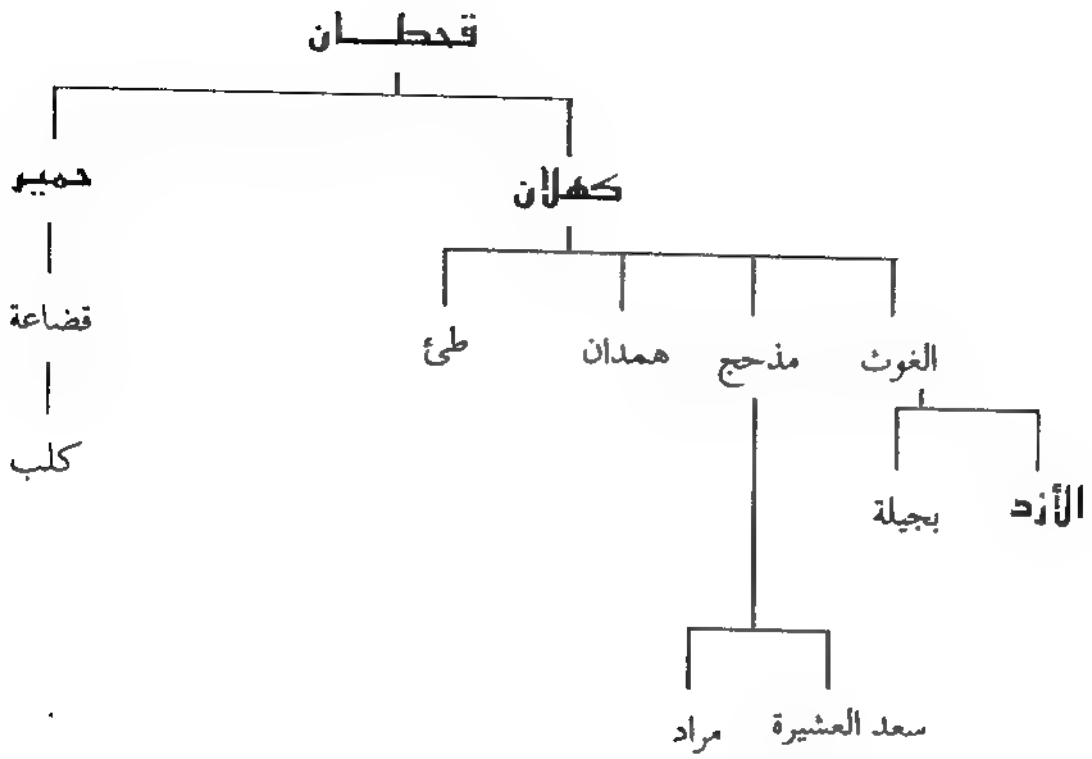 قحطان
حمير
كهلان
قضاعة
طئ
همدان
مذحج
الغوث
كلب
بجيلة
الأزد
مراد
سعد العشيرة